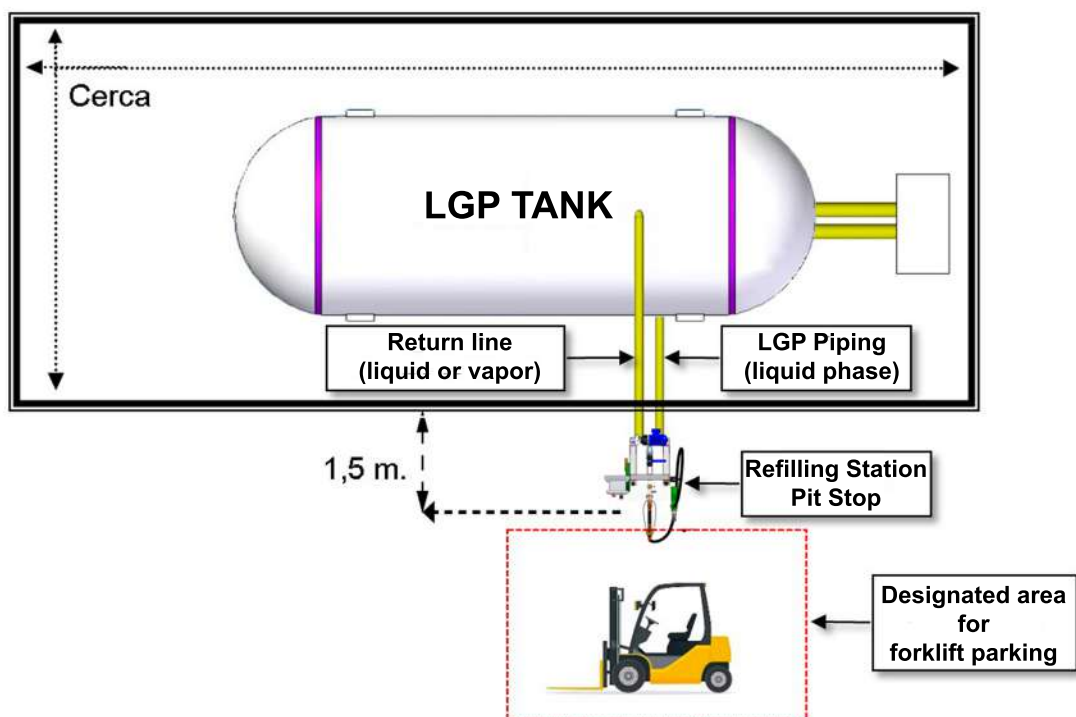 Cerca
LGP TANK
Return line
(liquid or vapor)
LGP Piping
(liquid phase)
1,5 m.
Refilling Station
Pit Stop
Designated area
for
forklift parking